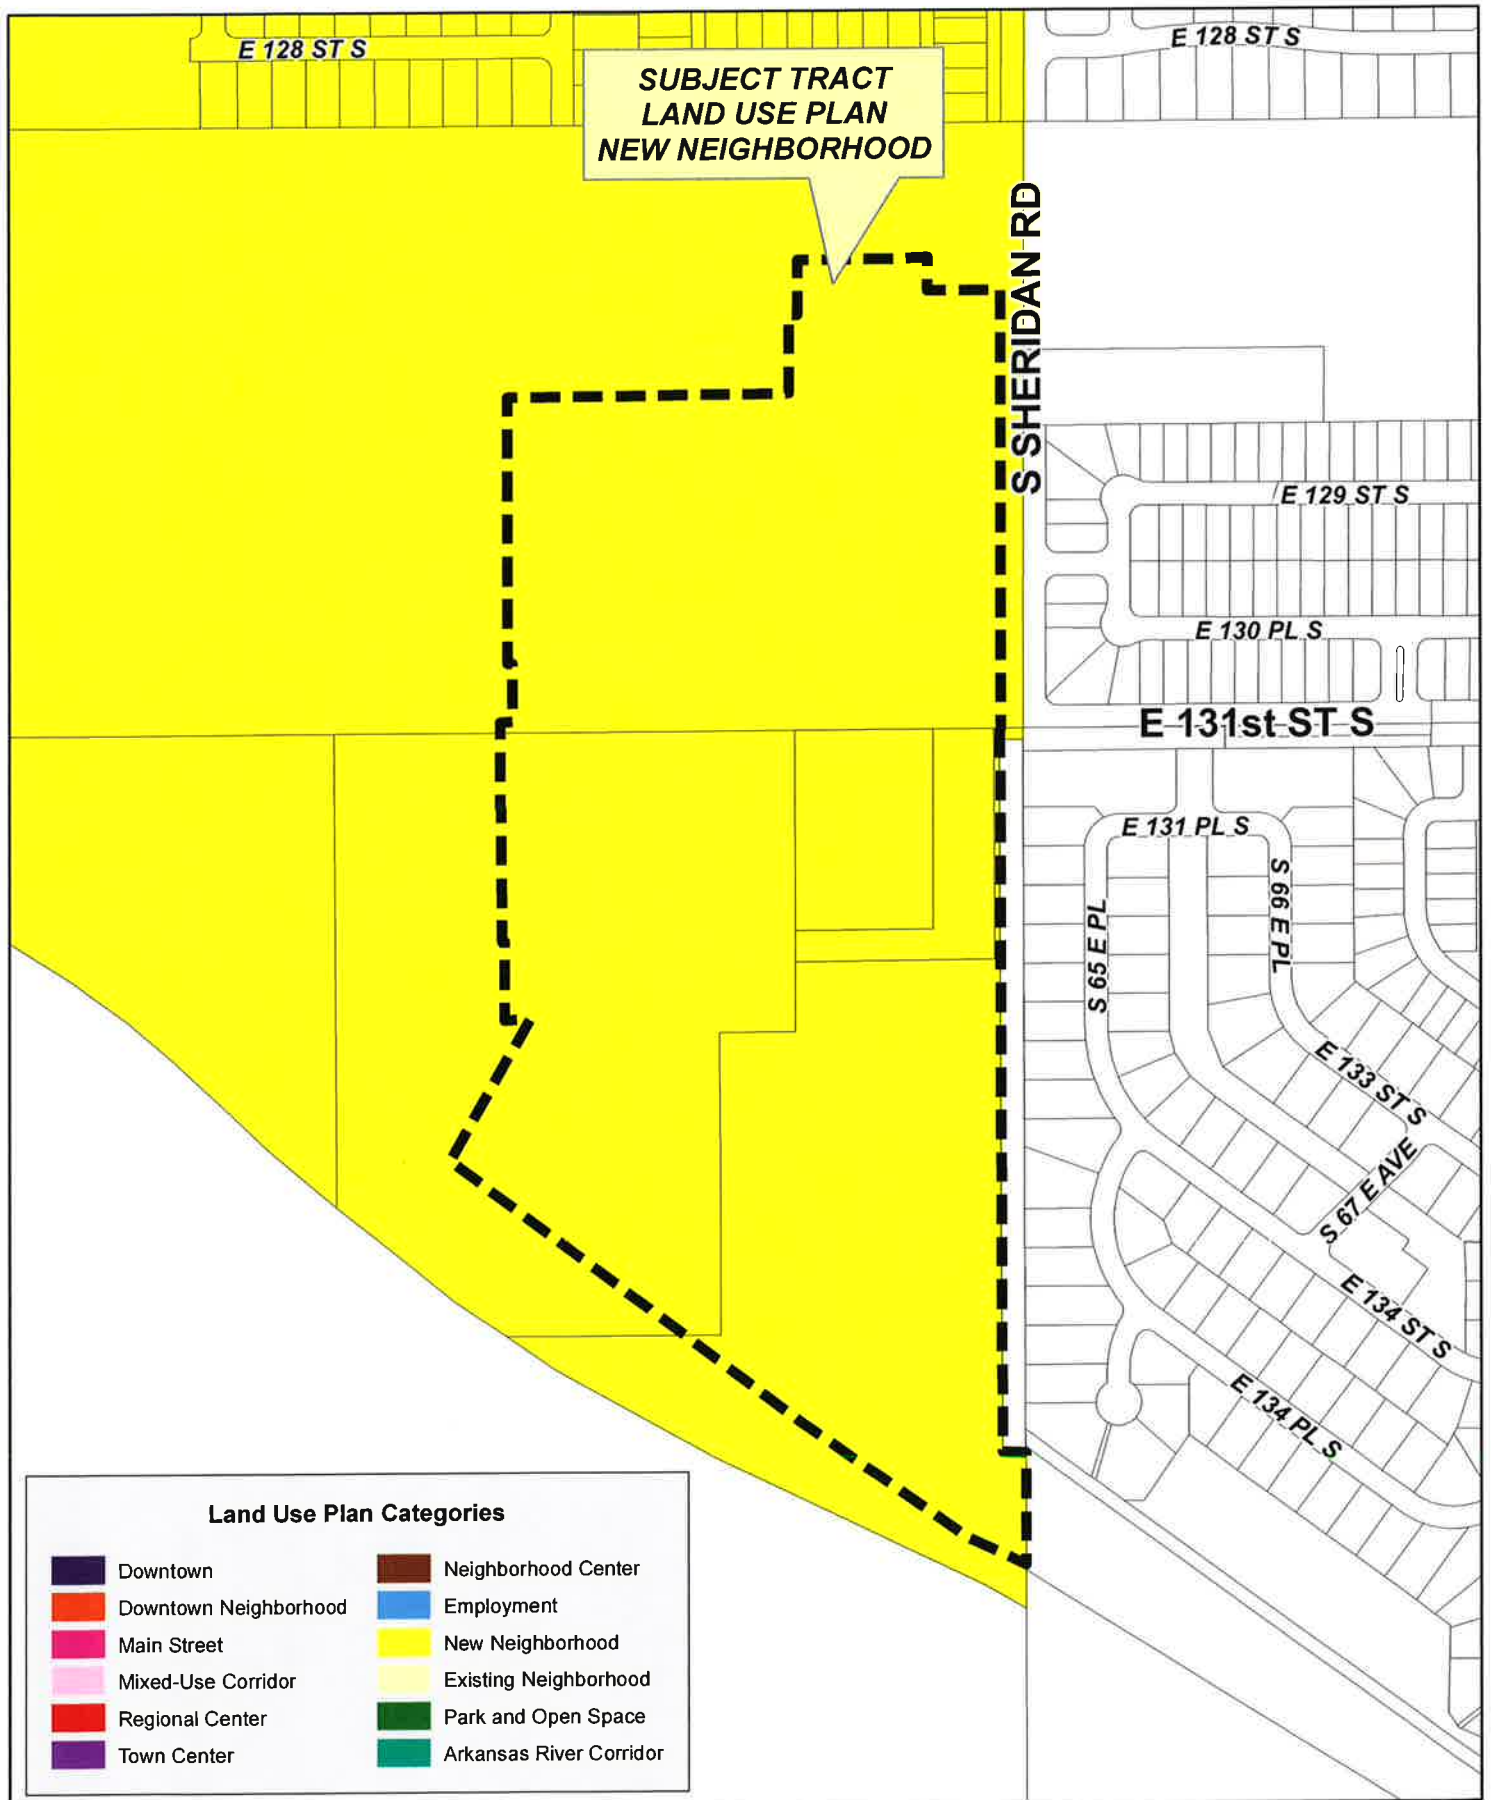 E 128 ST S
E 128 ST S
SUBJECT TRACT
LAND USE PLAN
NEW NEIGHBORHOOD
S SHERIDAN RD
E 129 ST S
E 130 PL S
E 131st ST S
E 131 PL S
S 65 E PL
S 66 E PL
E 133 ST S
S 67 E AVE
E 134 ST S
E 134 PL S
Land Use Plan Categories
Downtown
Downtown Neighborhood
Main Street
Mixed-Use Corridor
Regional Center
Town Center
Neighborhood Center
Employment
New Neighborhood
Existing Neighborhood
Park and Open Space
Arkansas River Corridor